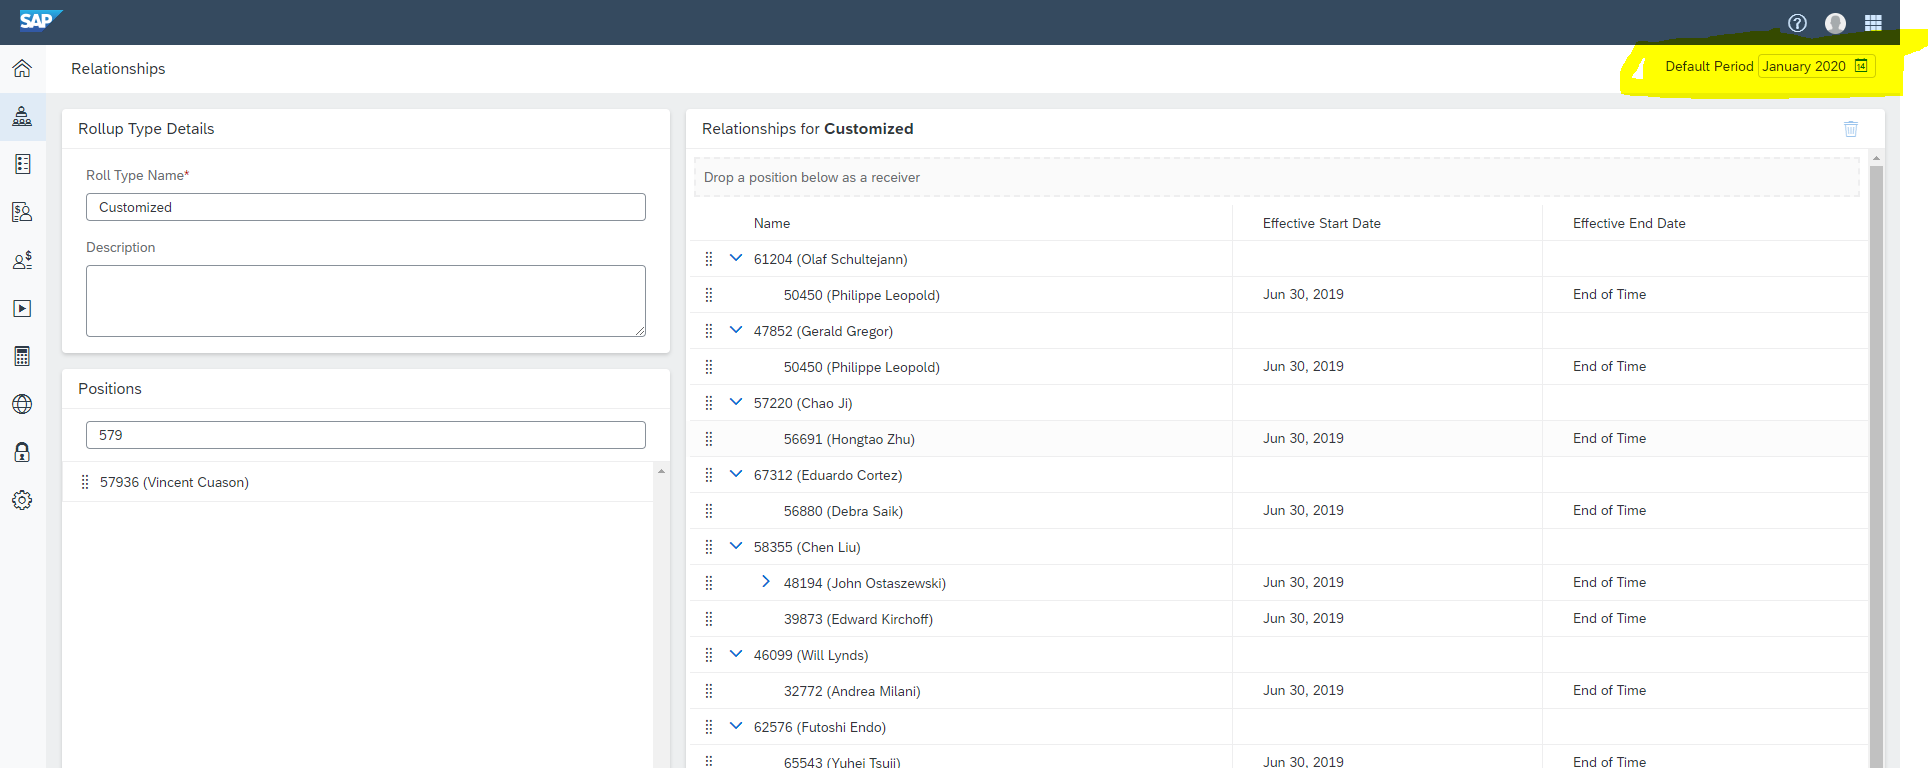 SAP
Relationships
Default Period January 2020
Rollup Type Details
Roll Type Name*
Customized
Description
Positions
579
57936 (Vincent Cuason)
Relationships for Customized
Drop a position below as a receiver
Name Effective Start Date Effective End Date
61204 (Olaf Schultejann)
50450 (Philippe Leopold) Jun 30, 2019 End of Time
47852 (Gerald Gregor)
50450 (Philippe Leopold) Jun 30, 2019 End of Time
57220 (Chao Ji)
56691 (Hongtao Zhu) Jun 30, 2019 End of Time
67312 (Eduardo Cortez)
56880 (Debra Saik) Jun 30, 2019 End of Time
58355 (Chen Liu)
48194 (John Ostaszewski) Jun 30, 2019 End of Time
39873 (Edward Kirchoff) Jun 30, 2019 End of Time
46099 (Will Lynds)
32772 (Andrea Milani) Jun 30, 2019 End of Time
62576 (Futoshi Endo)
65543 (Yuhei Tsuji) Jun 30, 2019 End of Time